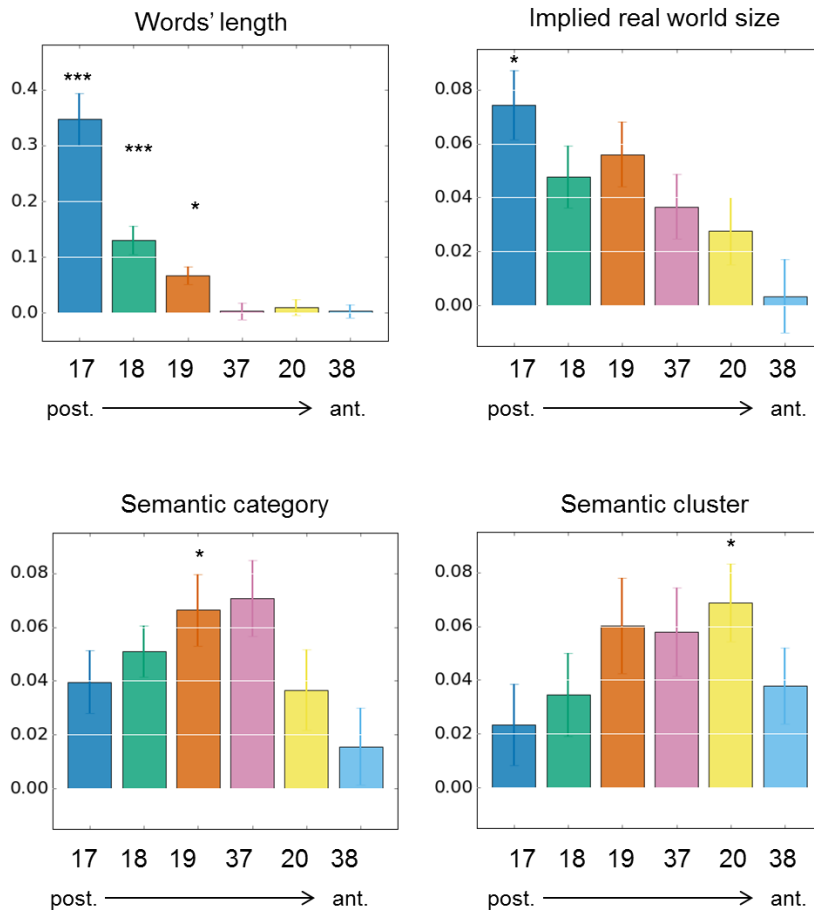 Words' length
***
***
*
0.4
0.3
0.2
0.1
0.0
17 18 19 37 20 38
post. ant.
Implied real world size
*
0.08
0.06
0.04
0.02
0.00
17 18 19 37 20 38
post. ant.
Semantic category
*
0.08
0.06
0.04
0.02
0.00
17 18 19 37 20 38
post. ant.
Semantic cluster
*
0.08
0.06
0.04
0.02
0.00
17 18 19 37 20 38
post. ant.